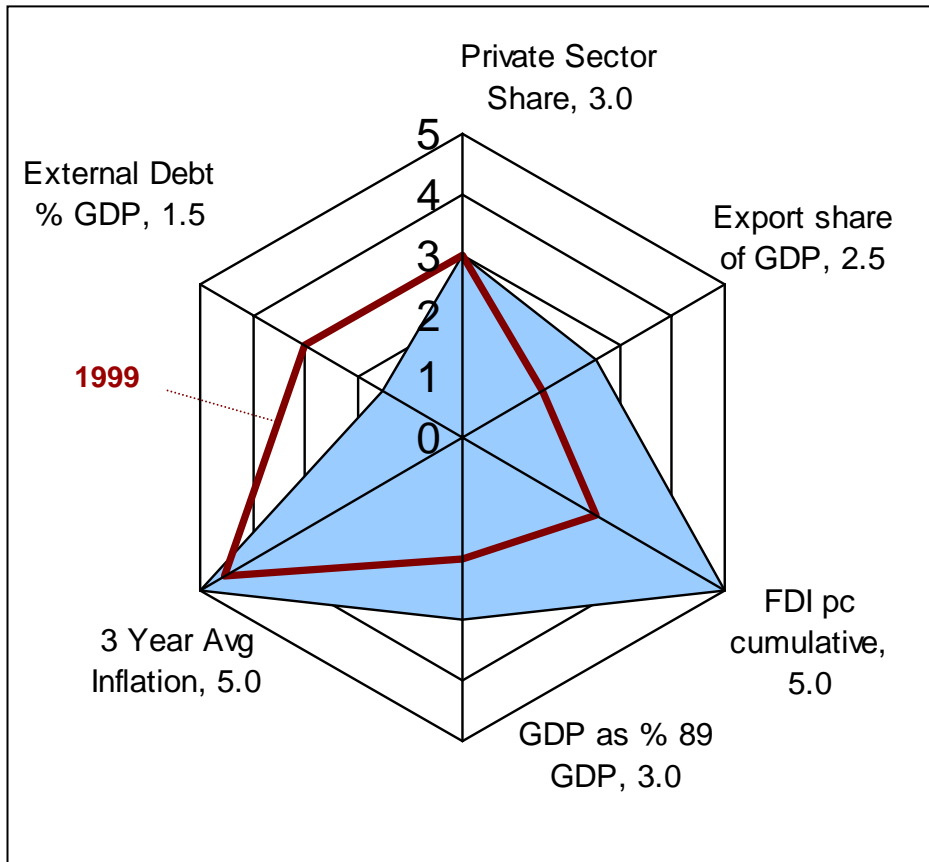 Private Sector
Share, 3.0
External Debt
% GDP, 1.5
Export share
of GDP, 2.5
5
4
3
2
1
0
1999
3 Year Avg
Inflation, 5.0
FDI pc
cumulative,
5.0
GDP as % 89
GDP, 3.0